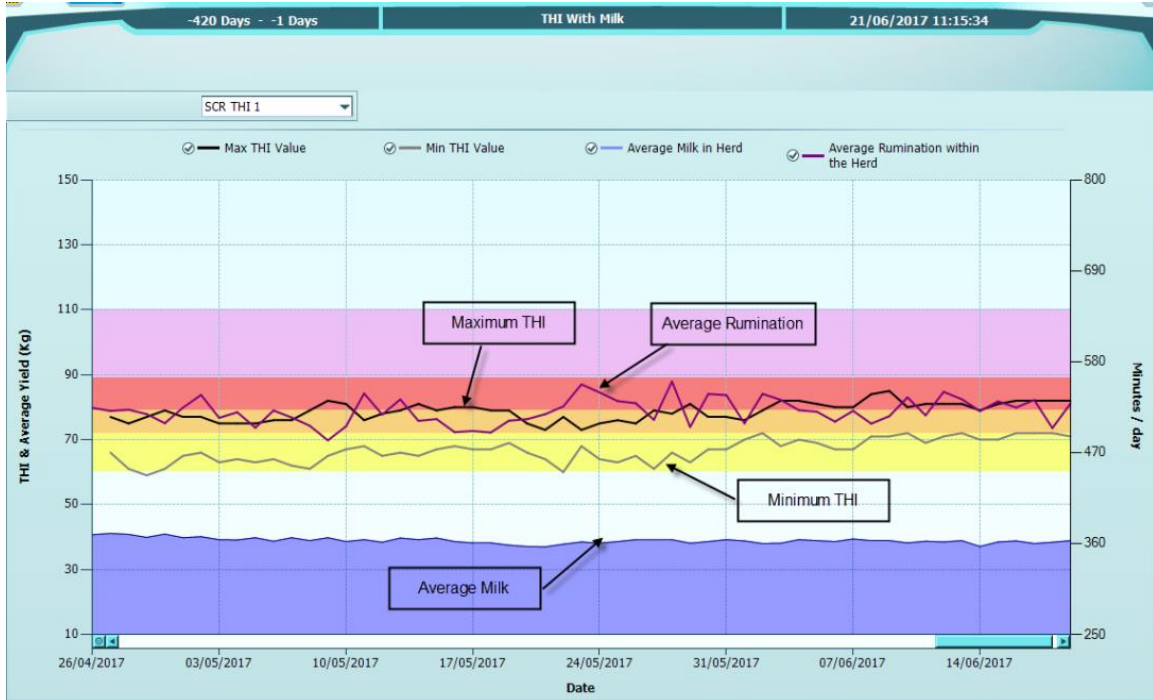 -420 Days - -1 Days
THI With Milk
21/06/2017 11:15:34
SCR THI 1
Max THI Value
Min THI Value
Average Milk in Herd
Average Rumination within
the Herd
150
130
110
90
70
50
30
10
THI & Average Yield (Kg)
800
690
580
470
360
250
Minutes / day
Maximum THI
Average Rumination
Minimum THI
Average Milk
26/04/2017
03/05/2017
10/05/2017
17/05/2017
24/05/2017
31/05/2017
07/06/2017
14/06/2017
Date